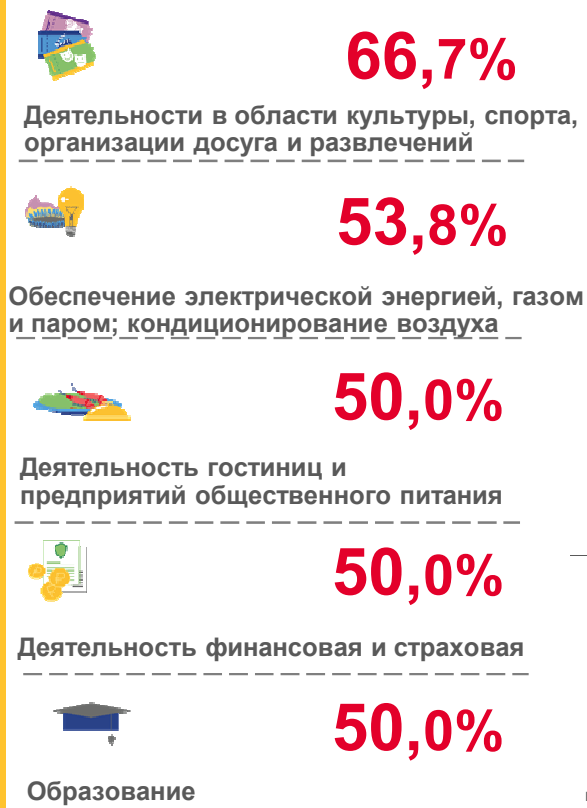 66,7%
Деятельности в области культуры, спорта,
организации досуга и развлечений
53,8%
Обеспечение электрической энергией, газом
и паром; кондиционирование воздуха
50,0%
Деятельность гостиниц и
предприятий общественного питания
50,0%
Деятельность финансовая и страховая
50,0%
Образование